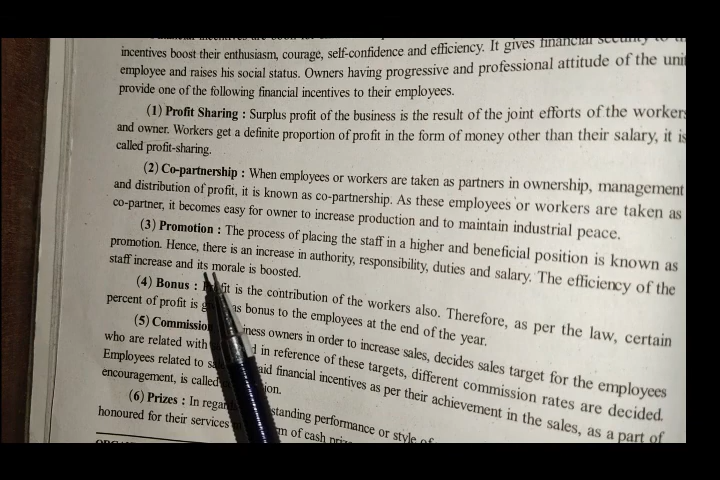 incentives boost their enthusiasm, courage, self-confidence and efficiency. It gives financial security to
employee and raises his social status. Owners having progressive and professional attitude of the unit
provide one of the following financial incentives to their employees.
(1) Profit Sharing : Surplus profit of the business is the result of the joint efforts of the workers
and owner. Workers get a definite proportion of profit in the form of money other than their salary, it is
called profit-sharing.
(2) Co-partnership : When employees or workers are taken as partners in ownership, management
and distribution of profit, it is known as co-partnership. As these employees or workers are taken as
co-partner, it becomes easy for owner to increase production and to maintain industrial peace.
(3) Promotion : The process of placing the staff in a higher and beneficial position is known as
promotion. Hence, there is an increase in authority, responsibility, duties and salary. The efficiency of the
staff increase and its morale is boosted.
(4) Bonus : Profit is the contribution of the workers also. Therefore, as per the law, certain
percent of profit is as bonus to the employees at the end of the year.
(5) Commission iness owners in order to increase sales, decides sales target for the employees
who are related with in reference of these targets, different commission rates are decided.
Employees related to aid financial incentives as per their achievement in the sales, as a part of
encouragement, is called ion.
(6) Prizes : In regar standing performance or style of
honoured for their services m of cash